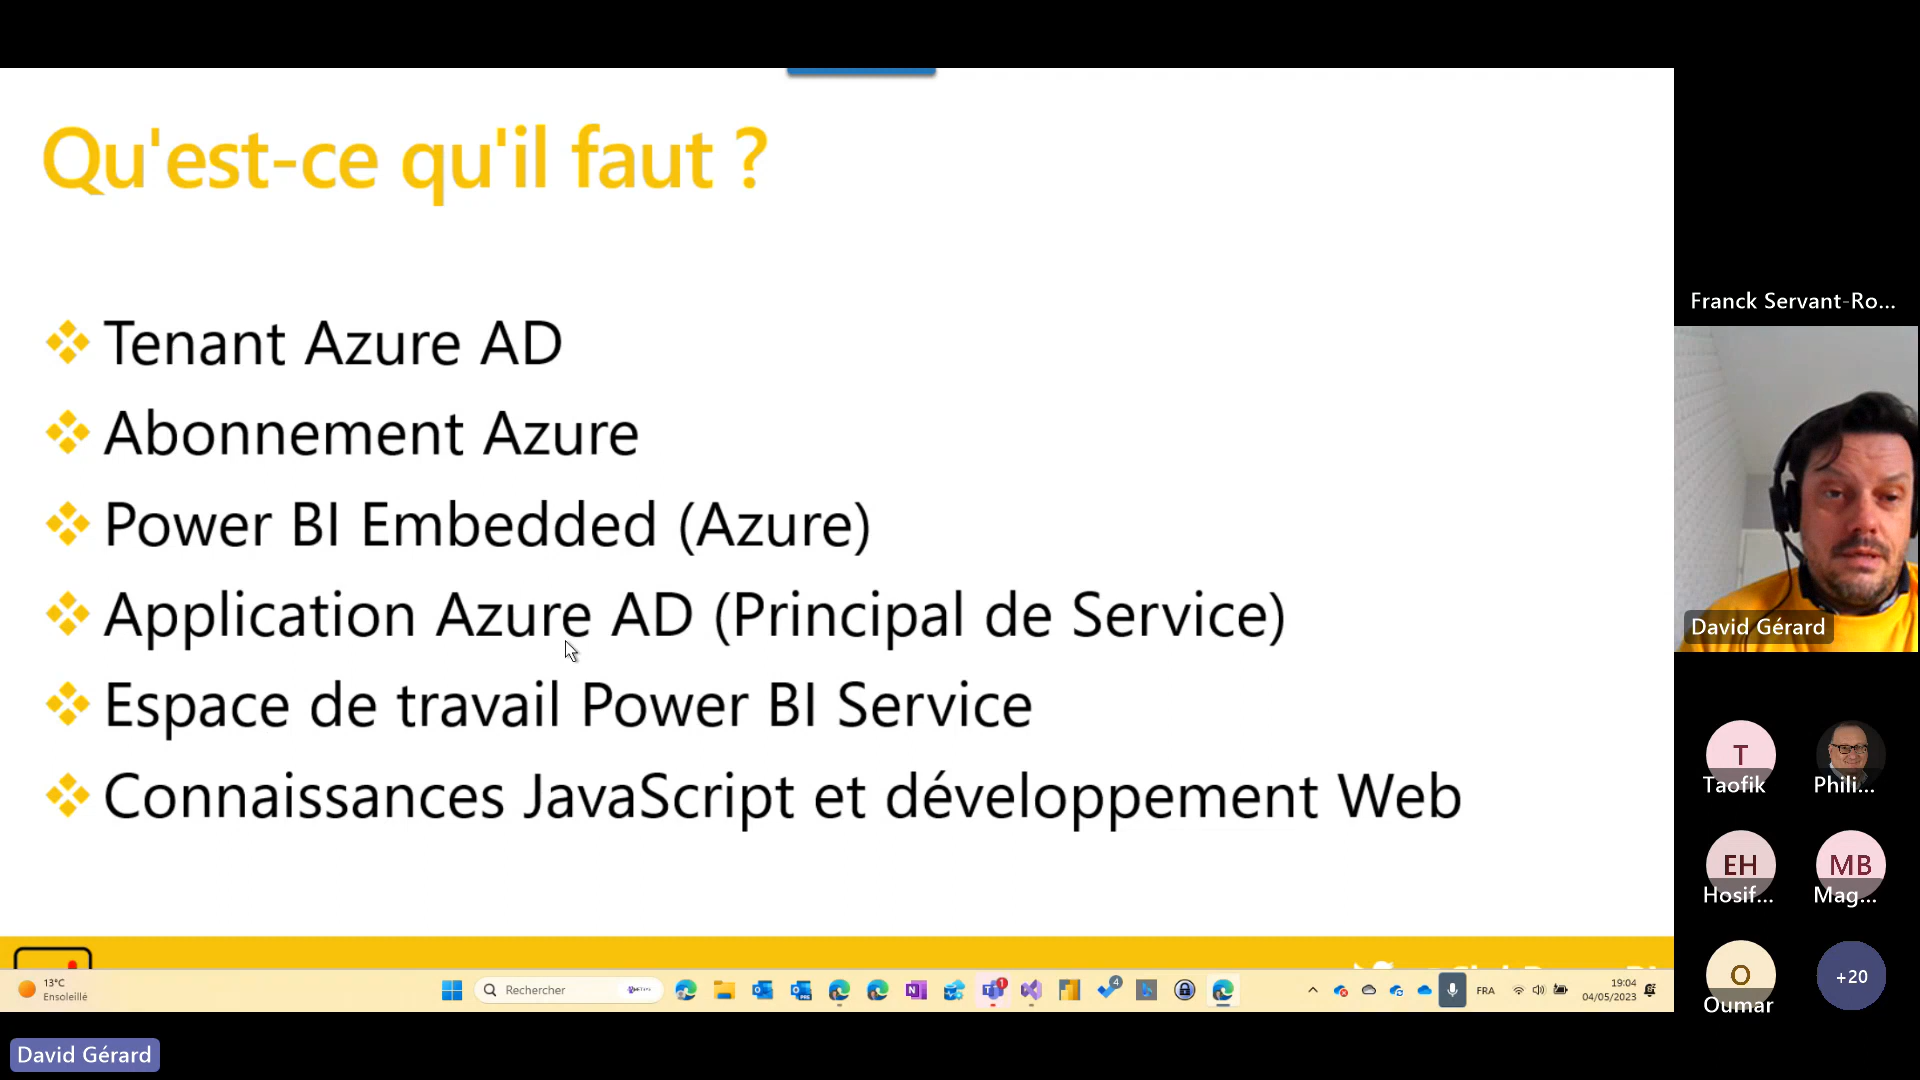 Qu'est-ce qu'il faut ?
Tenant Azure AD
Abonnement Azure
Power BI Embedded (Azure)
Application Azure AD (Principal de Service)
Espace de travail Power BI Service
Connaissances JavaScript et développement Web
Franck Servant-Ro...
David Gérard
T
Taofik
Phili...
EH
Hosif...
MB
Mag...
O
Oumar
+20
13°C
Ensoleillé
Rechercher
1
4
FRA
19:04
04/05/2023
David Gérard